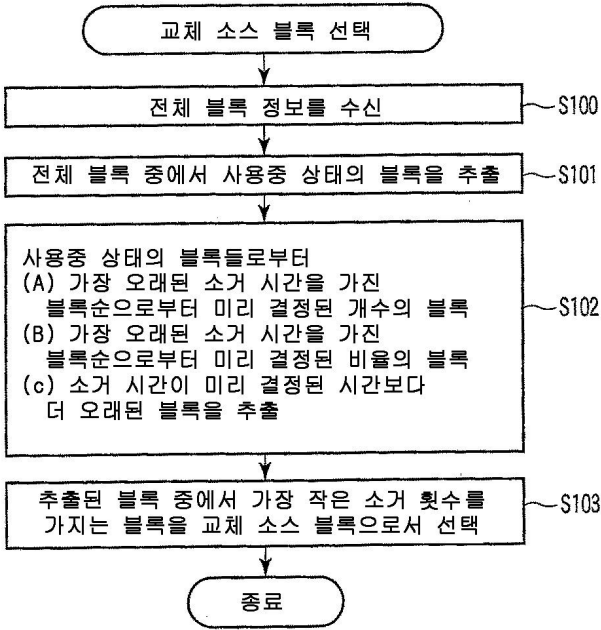 교체 소스 블록 선택
전체 블록 정보를 수신
S100
전체 블록 중에서 사용중 상태의 블록을 추출
S101
사용중 상태의 블록들로부터
(A) 가장 오래된 소거 시간을 가진
블록순으로부터 미리 결정된 개수의 블록
(B) 가장 오래된 소거 시간을 가진
블록순으로부터 미리 결정된 비율의 블록
(c) 소거 시간이 미리 결정된 시간보다
더 오래된 블록을 추출
S102
추출된 블록 중에서 가장 작은 소거 횟수를
가지는 블록을 교체 소스 블록으로서 선택
S103
종료